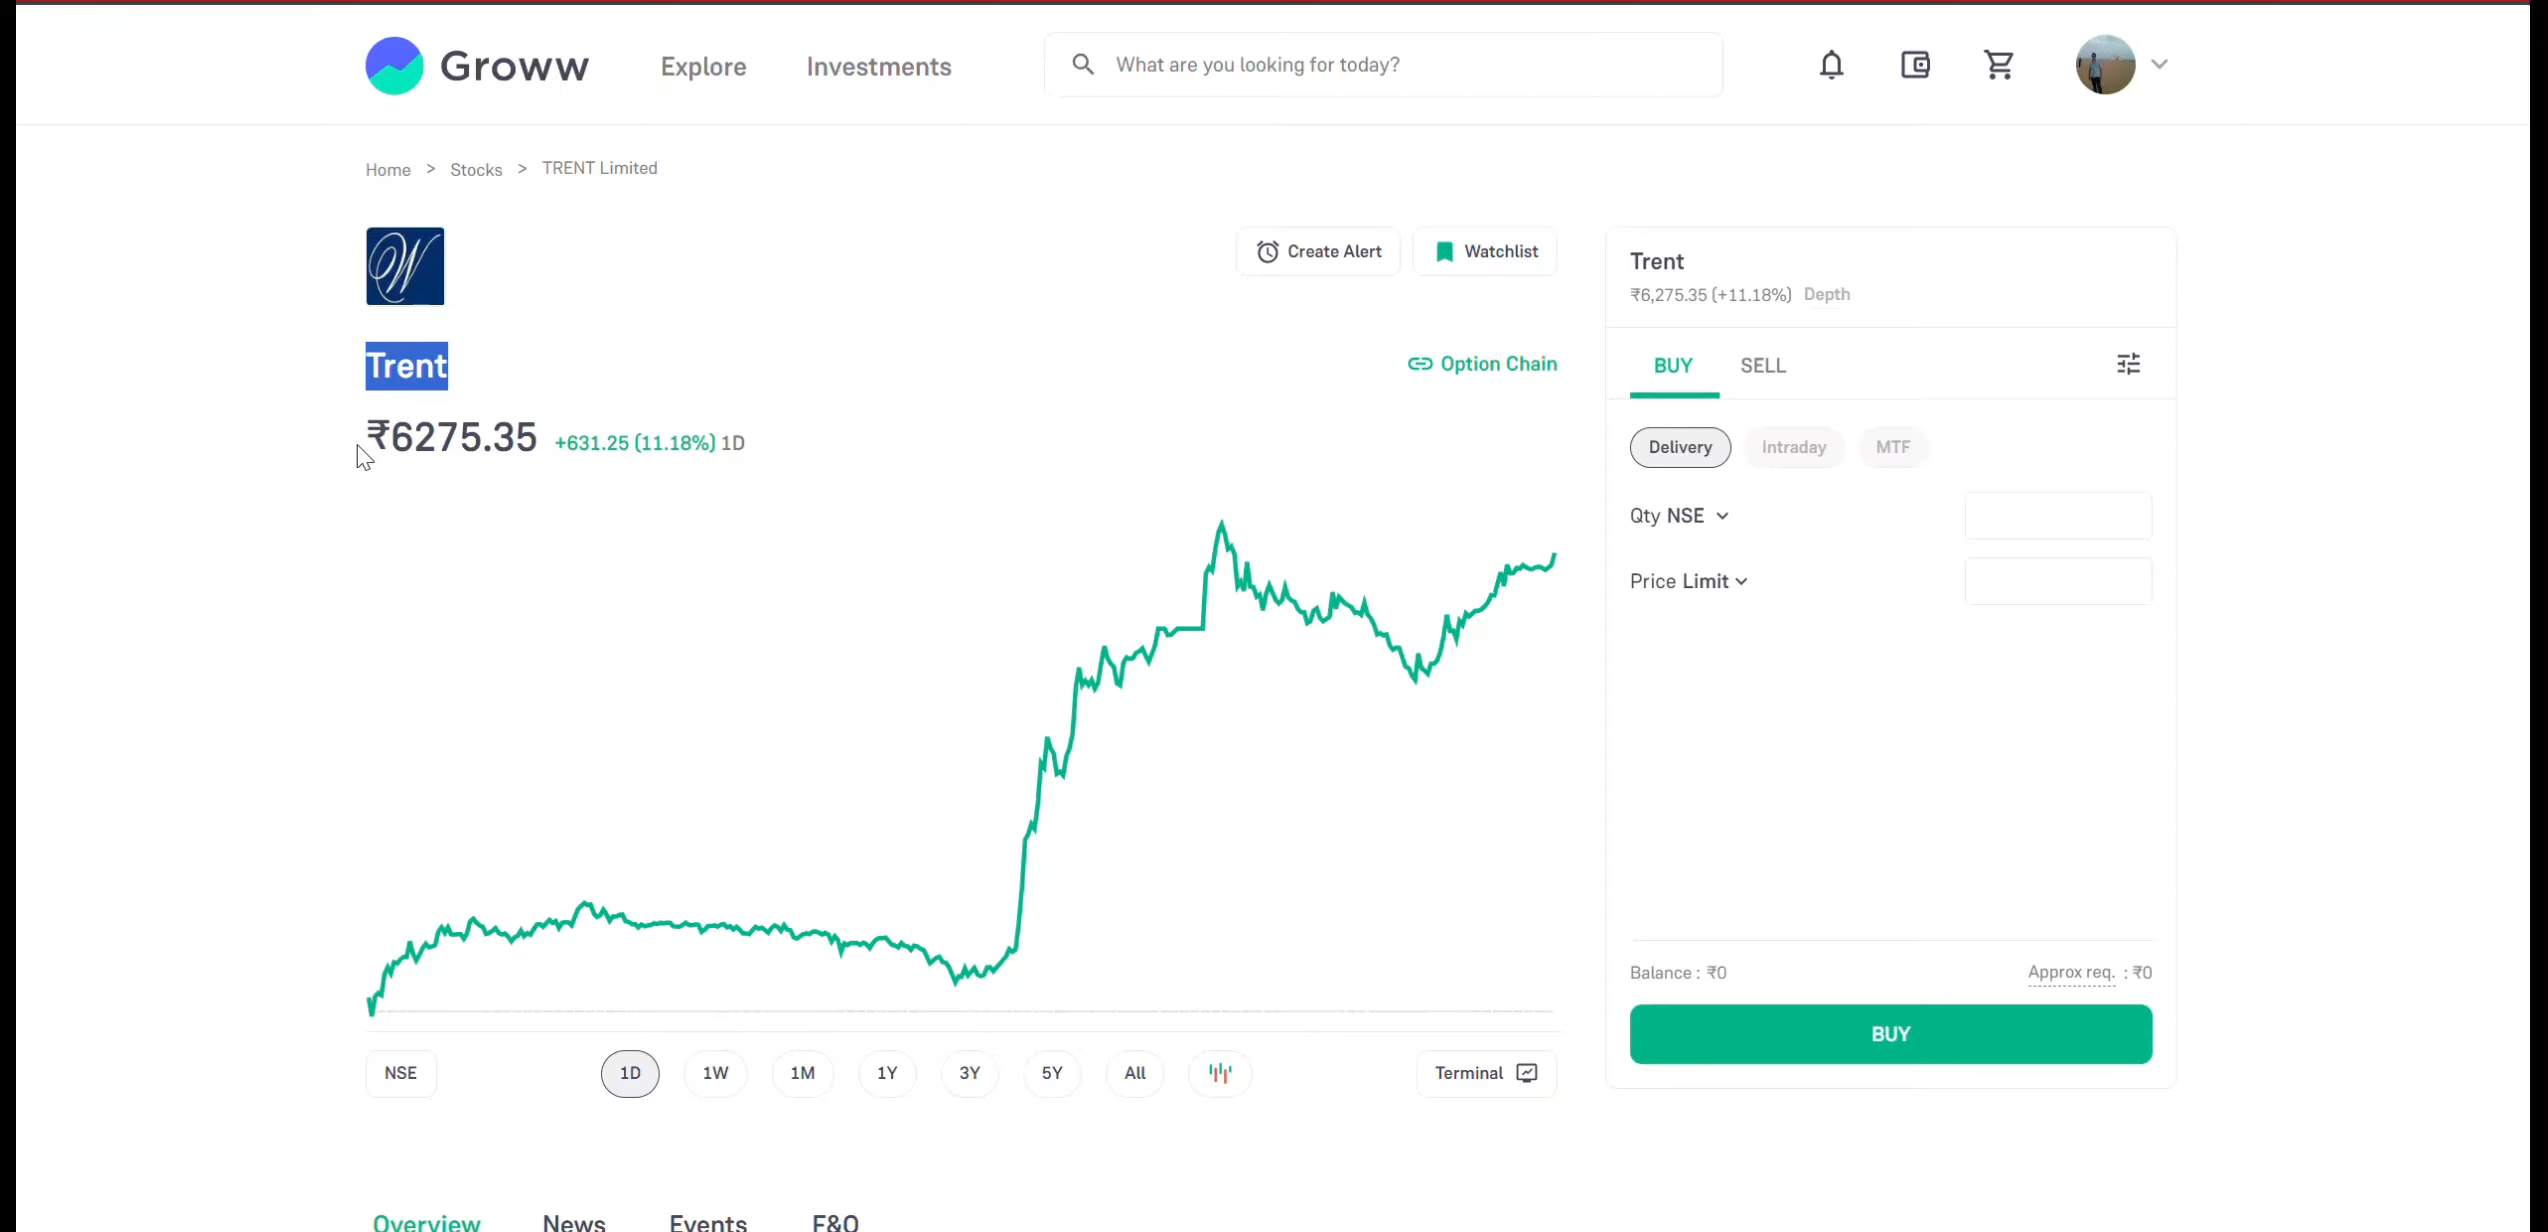 Groww
Explore
Investments
What are you looking for today?
Home > Stocks > TRENT Limited
W
Create Alert
Watchlist
Trent
Option Chain
₹6275.35 +631.25 (11.18%) 1D
NSE
1D
1W
1M
1Y
3Y
5Y
All
Terminal
Overview
News
Events
F&O
Trent
₹6,275.35 (+11.18%) Depth
BUY
SELL
Delivery
Intraday
MTF
Qty NSE
Price Limit
Balance : ₹0
Approx req. : ₹0
BUY